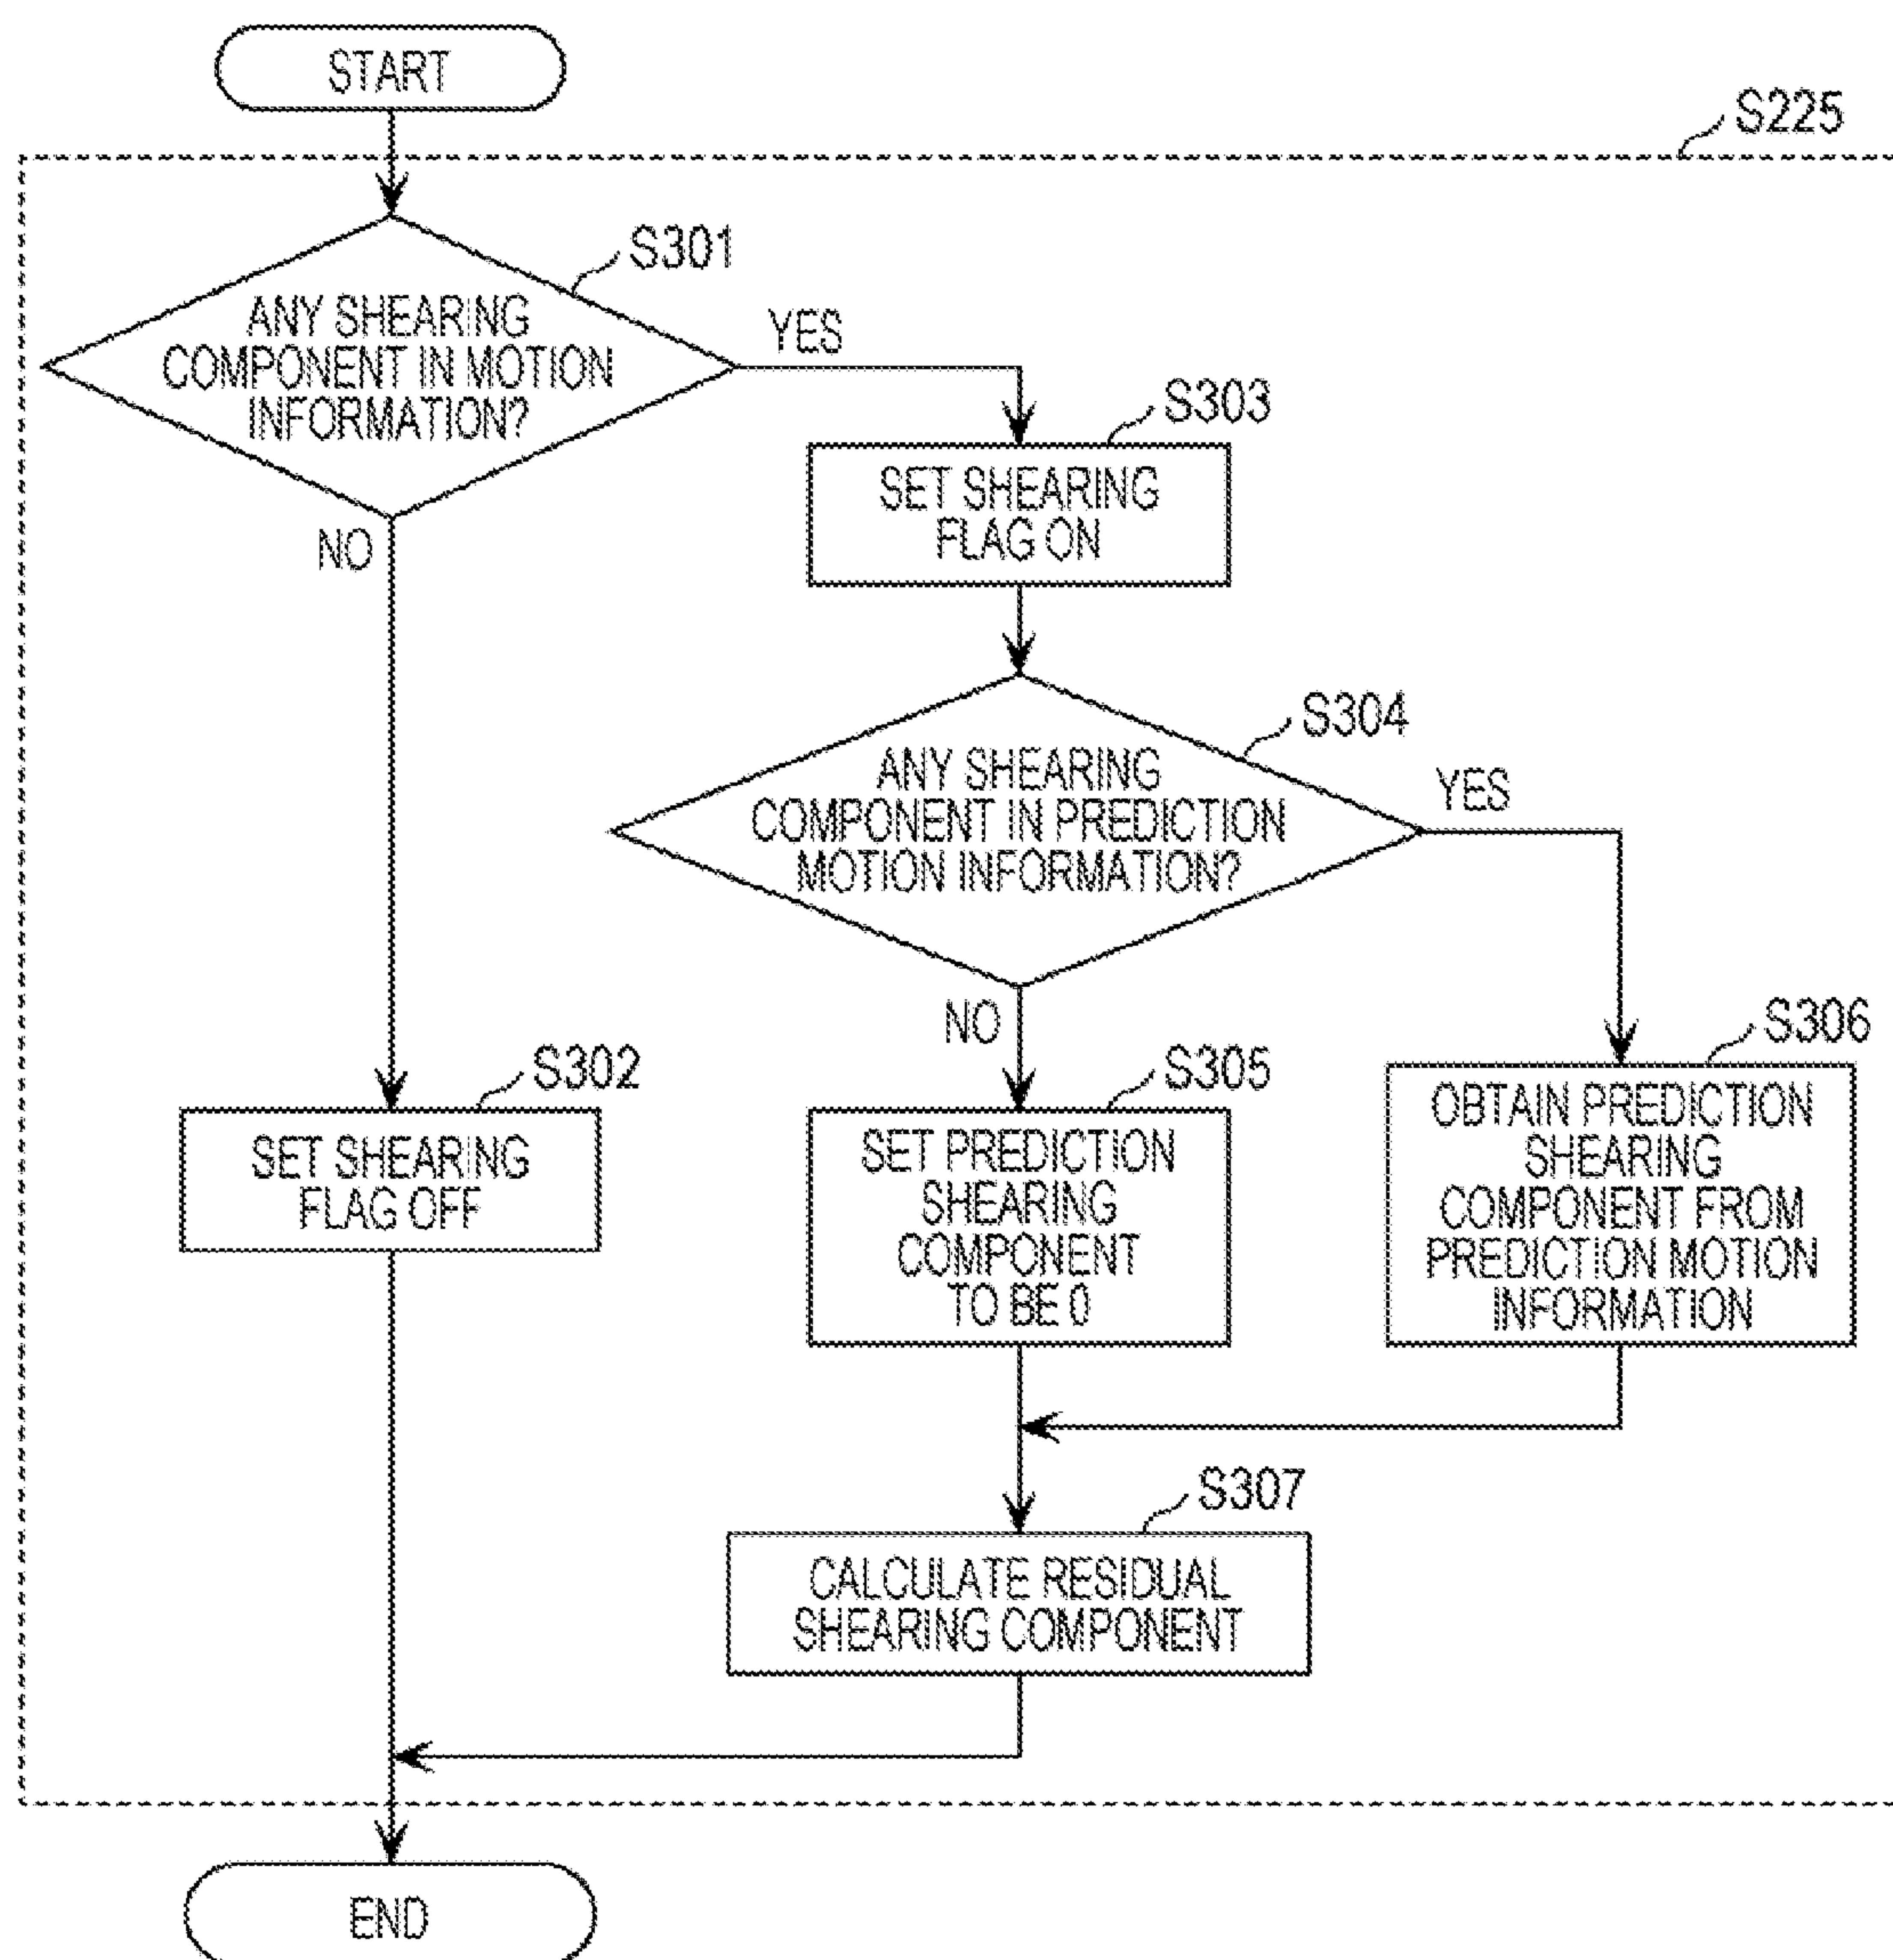 START
S225
S301
ANY SHEARING
COMPONENT IN MOTION
INFORMATION?
YES
NO
S303
SET SHEARING
FLAG ON
S304
ANY SHEARING
COMPONENT IN PREDICTION
MOTION INFORMATION?
YES
NO
S302
SET SHEARING
FLAG OFF
S305
SET PREDICTION
SHEARING
COMPONENT
TO BE 0
S306
OBTAIN PREDICTION
SHEARING
COMPONENT FROM
PREDICTION MOTION
INFORMATION
S307
CALCULATE RESIDUAL
SHEARING COMPONENT
END